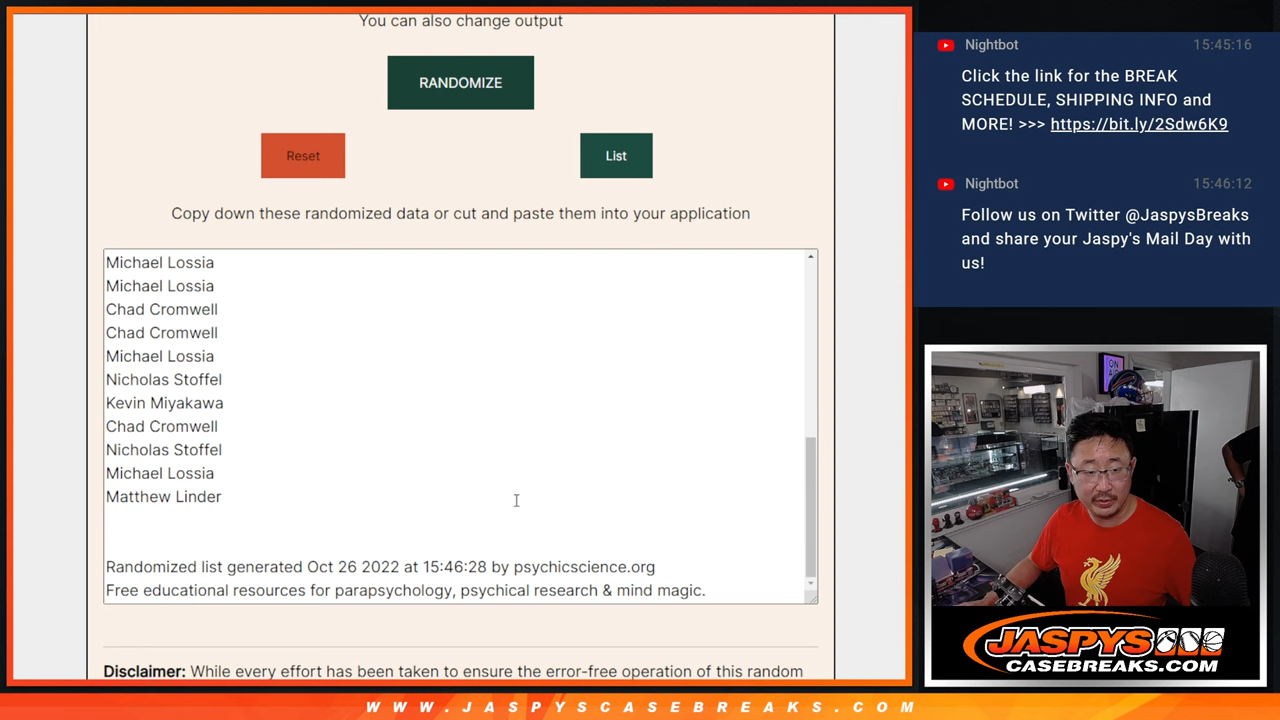 You can also change output
RANDOMIZE
Reset
List
Copy down these randomized data or cut and paste them into your application
Michael Lossia
Michael Lossia
Chad Cromwell
Chad Cromwell
Michael Lossia
Nicholas Stoffel
Kevin Miyakawa
Chad Cromwell
Nicholas Stoffel
Michael Lossia
Matthew Linder
Randomized list generated Oct 26 2022 at 15:46:28 by psychicscience.org
Free educational resources for parapsychology, psychical research & mind magic.
Disclaimer: While every effort has been taken to ensure the error-free operation of this random
Nightbot 15:45:16
Click the link for the BREAK
SCHEDULE, SHIPPING INFO and
MORE! >>> https://bit.ly/2Sdw6K9
Nightbot 15:46:12
Follow us on Twitter @JaspysBreaks
and share your Jaspy's Mail Day with
us!
ON
JASPYS
CASEBREAKS.COM
WWW.JASPYSCASEBREAKS.COM